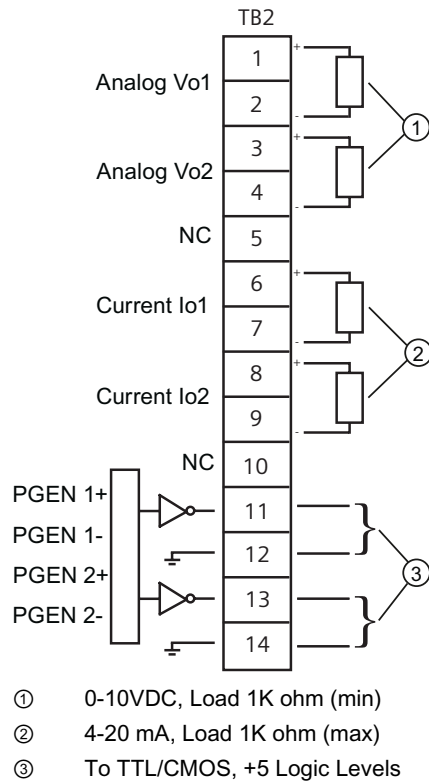 TB2
Analog Vo1
1 +
2 -
Analog Vo2
3 +
4 -
①
NC
5
Current Io1
6 +
7 -
Current Io2
8 +
9 -
②
NC
10
PGEN 1+
11
PGEN 1-
12
PGEN 2+
13
PGEN 2-
14
③
① 0-10VDC, Load 1K ohm (min)
② 4-20 mA, Load 1K ohm (max)
③ To TTL/CMOS, +5 Logic Levels